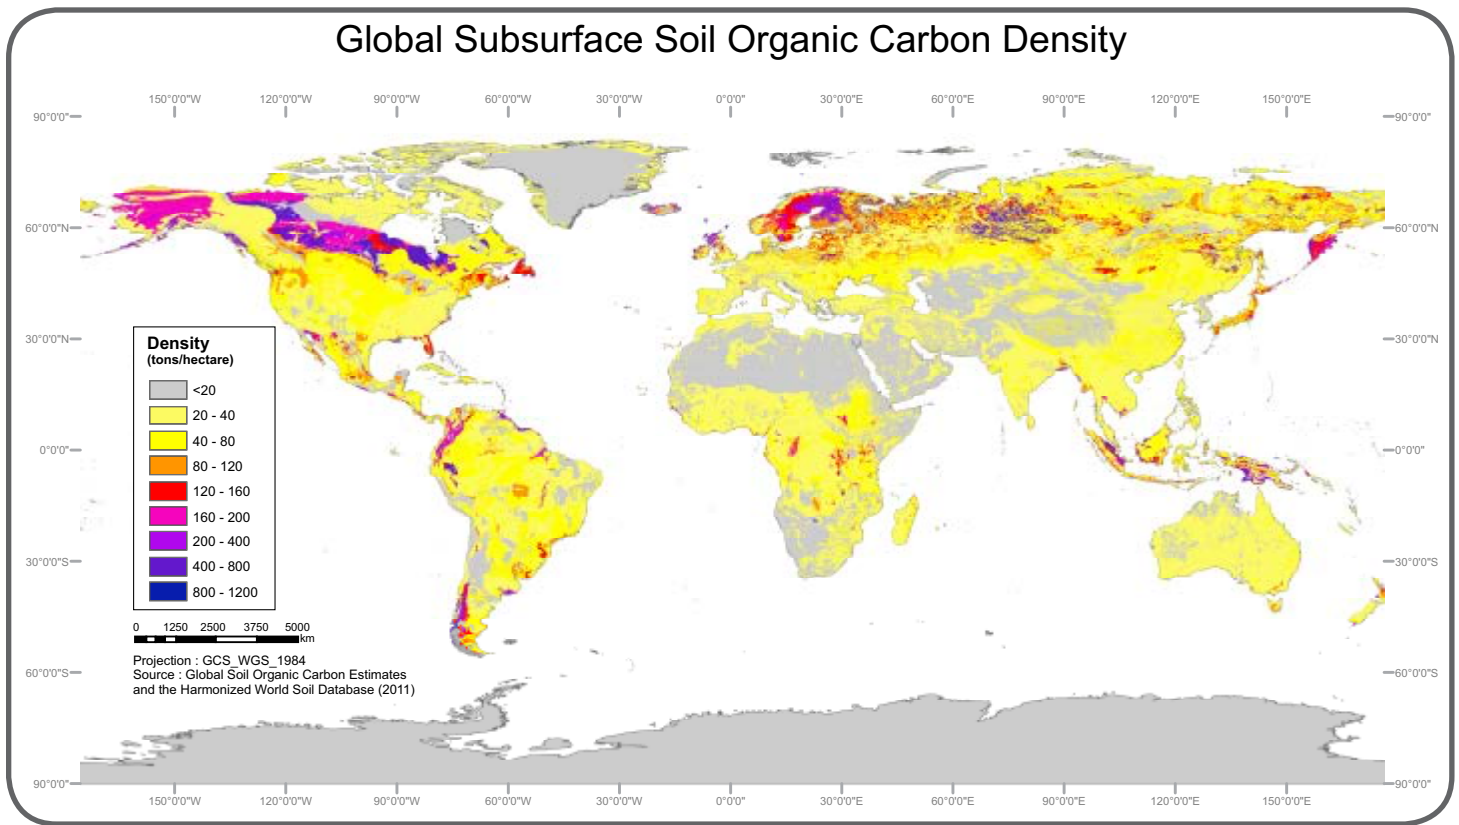 Global Subsurface Soil Organic Carbon Density
150°0'0"W 120°0'0"W 90°0'0"W 60°0'0"W 30°0'0"W 0°0'0" 30°0'0"E 60°0'0"E 90°0'0"E 120°0'0"E 150°0'0"E
90°0'0" 90°0'0"
60°0'0"N 60°0'0"N
30°0'0"N 30°0'0"N
Density
(tons/hectare)
<20
20 - 40
40 - 80
0°0'0" 0°0'0"
80 - 120
120 - 160
160 - 200
200 - 400
30°0'0"S 30°0'0"S
400 - 800
800 - 1200
0 1250 2500 3750 5000
km
Projection : GCS_WGS_1984
60°0'0"S 60°0'0"S
Source : Global Soil Organic Carbon Estimates
and the Harmonized World Soil Database (2011)
90°0'0" 90°0'0"
150°0'0"W 120°0'0"W 90°0'0"W 60°0'0"W 30°0'0"W 0°0'0" 30°0'0"E 60°0'0"E 90°0'0"E 120°0'0"E 150°0'0"E